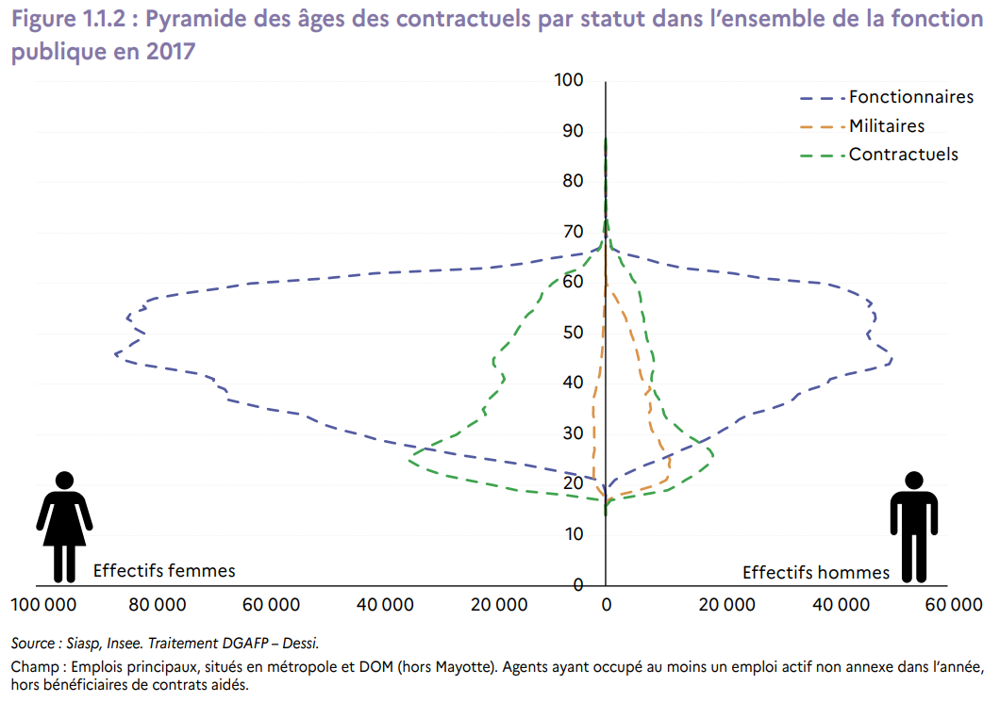 Figure 1.1.2 : Pyramide des âges des contractuels par statut dans l'ensemble de la fonction
publique en 2017
100
90
80
70
60
50
40
30
20
10
0
Fonctionnaires
Militaires
Contractuels
Effectifs femmes
Effectifs hommes
100 000 80 000 60 000 40 000 20 000 0 20 000 40 000 60 000
Source : Siasp, Insee. Traitement DGAFP – Dessi.
Champ : Emplois principaux, situés en métropole et DOM (hors Mayotte). Agents ayant occupé au moins un emploi actif non annexe dans l'année,
hors bénéficiaires de contrats aidés.